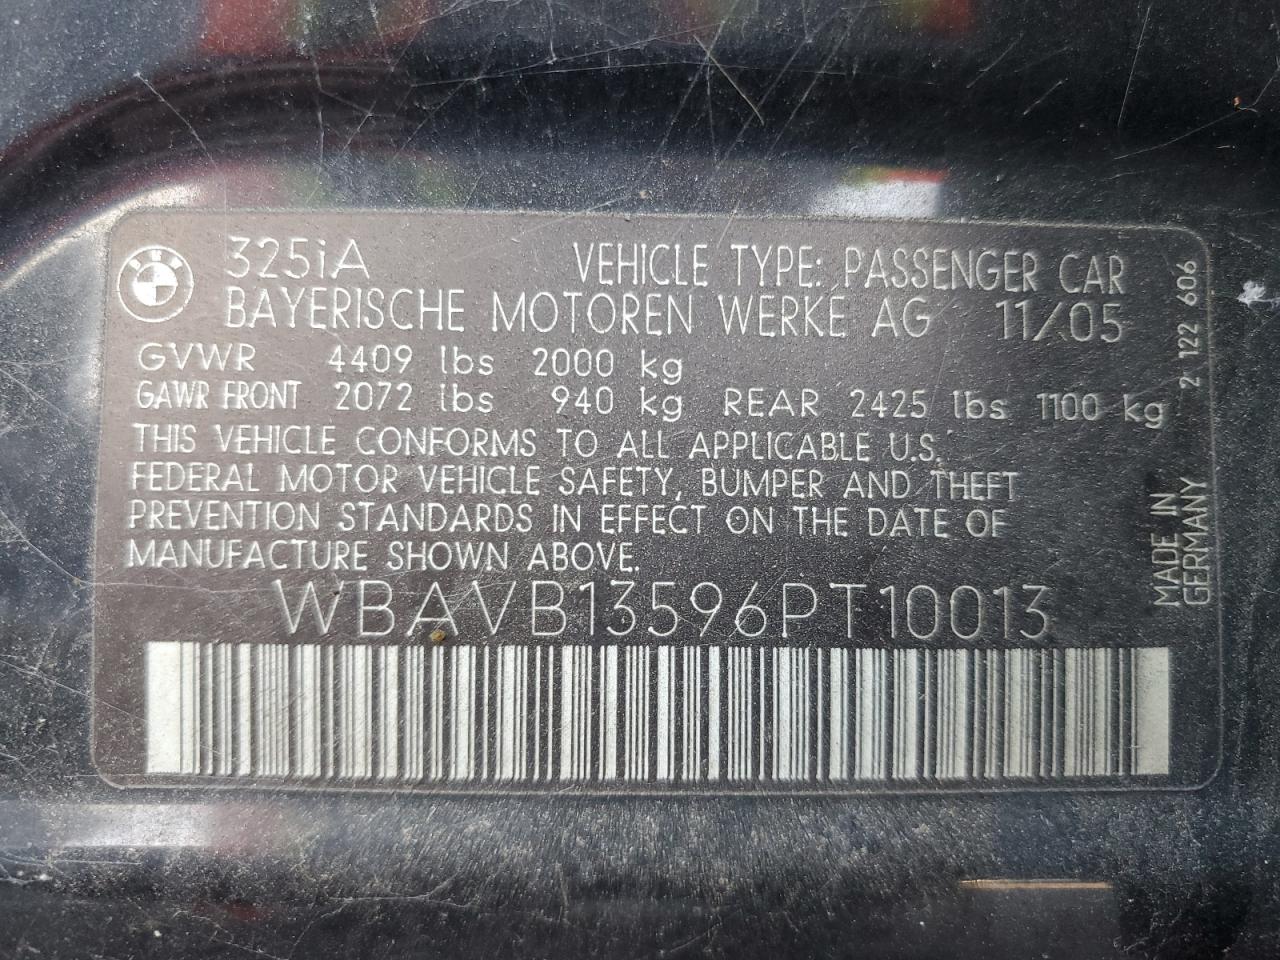 BMW
325iA VEHICLE TYPE: PASSENGER CAR
BAYERISCHE MOTOREN WERKE AG 11/05
GVWR 4409 lbs 2000 kg
GAWR FRONT 2072 lbs 940 kg REAR 2425 lbs 1100 kg
THIS VEHICLE CONFORMS TO ALL APPLICABLE U.S.
FEDERAL MOTOR VEHICLE SAFETY, BUMPER AND THEFT
PREVENTION STANDARDS IN EFFECT ON THE DATE OF
MANUFACTURE SHOWN ABOVE.
WBAVB13596PT10013
2 122 606
MADE IN
GERMANY